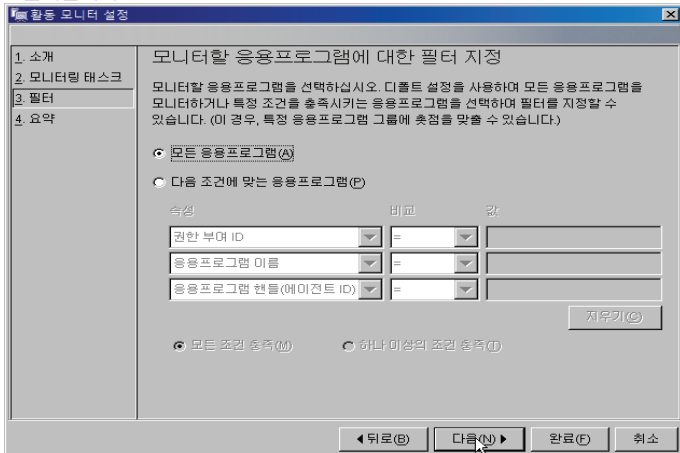 활동 모니터 설정
1. 소개
2. 모니터링 태스크
3. 필터
4. 요약
모니터할 응용프로그램에 대한 필터 지정
모니터할 응용프로그램을 선택하십시오. 디폴트 설정을 사용하여 모든 응용프로그램을
모니터하거나 특정 조건을 충족시키는 응용프로그램을 선택하여 필터를 지정할 수
있습니다. (이 경우, 특정 응용프로그램 그룹에 촛점을 맞출 수 있습니다.)
모든 응용프로그램(A)
다음 조건에 맞는 응용프로그램(P)
속성 비교 값
권한 부여 ID =
응용프로그램 이름 =
응용프로그램 핸들(에이전트 ID) =
지우기(C)
모든 조건 충족(M) 하나 이상의 조건 충족(T)
뒤로(B) 다음(N) 완료(F) 취소